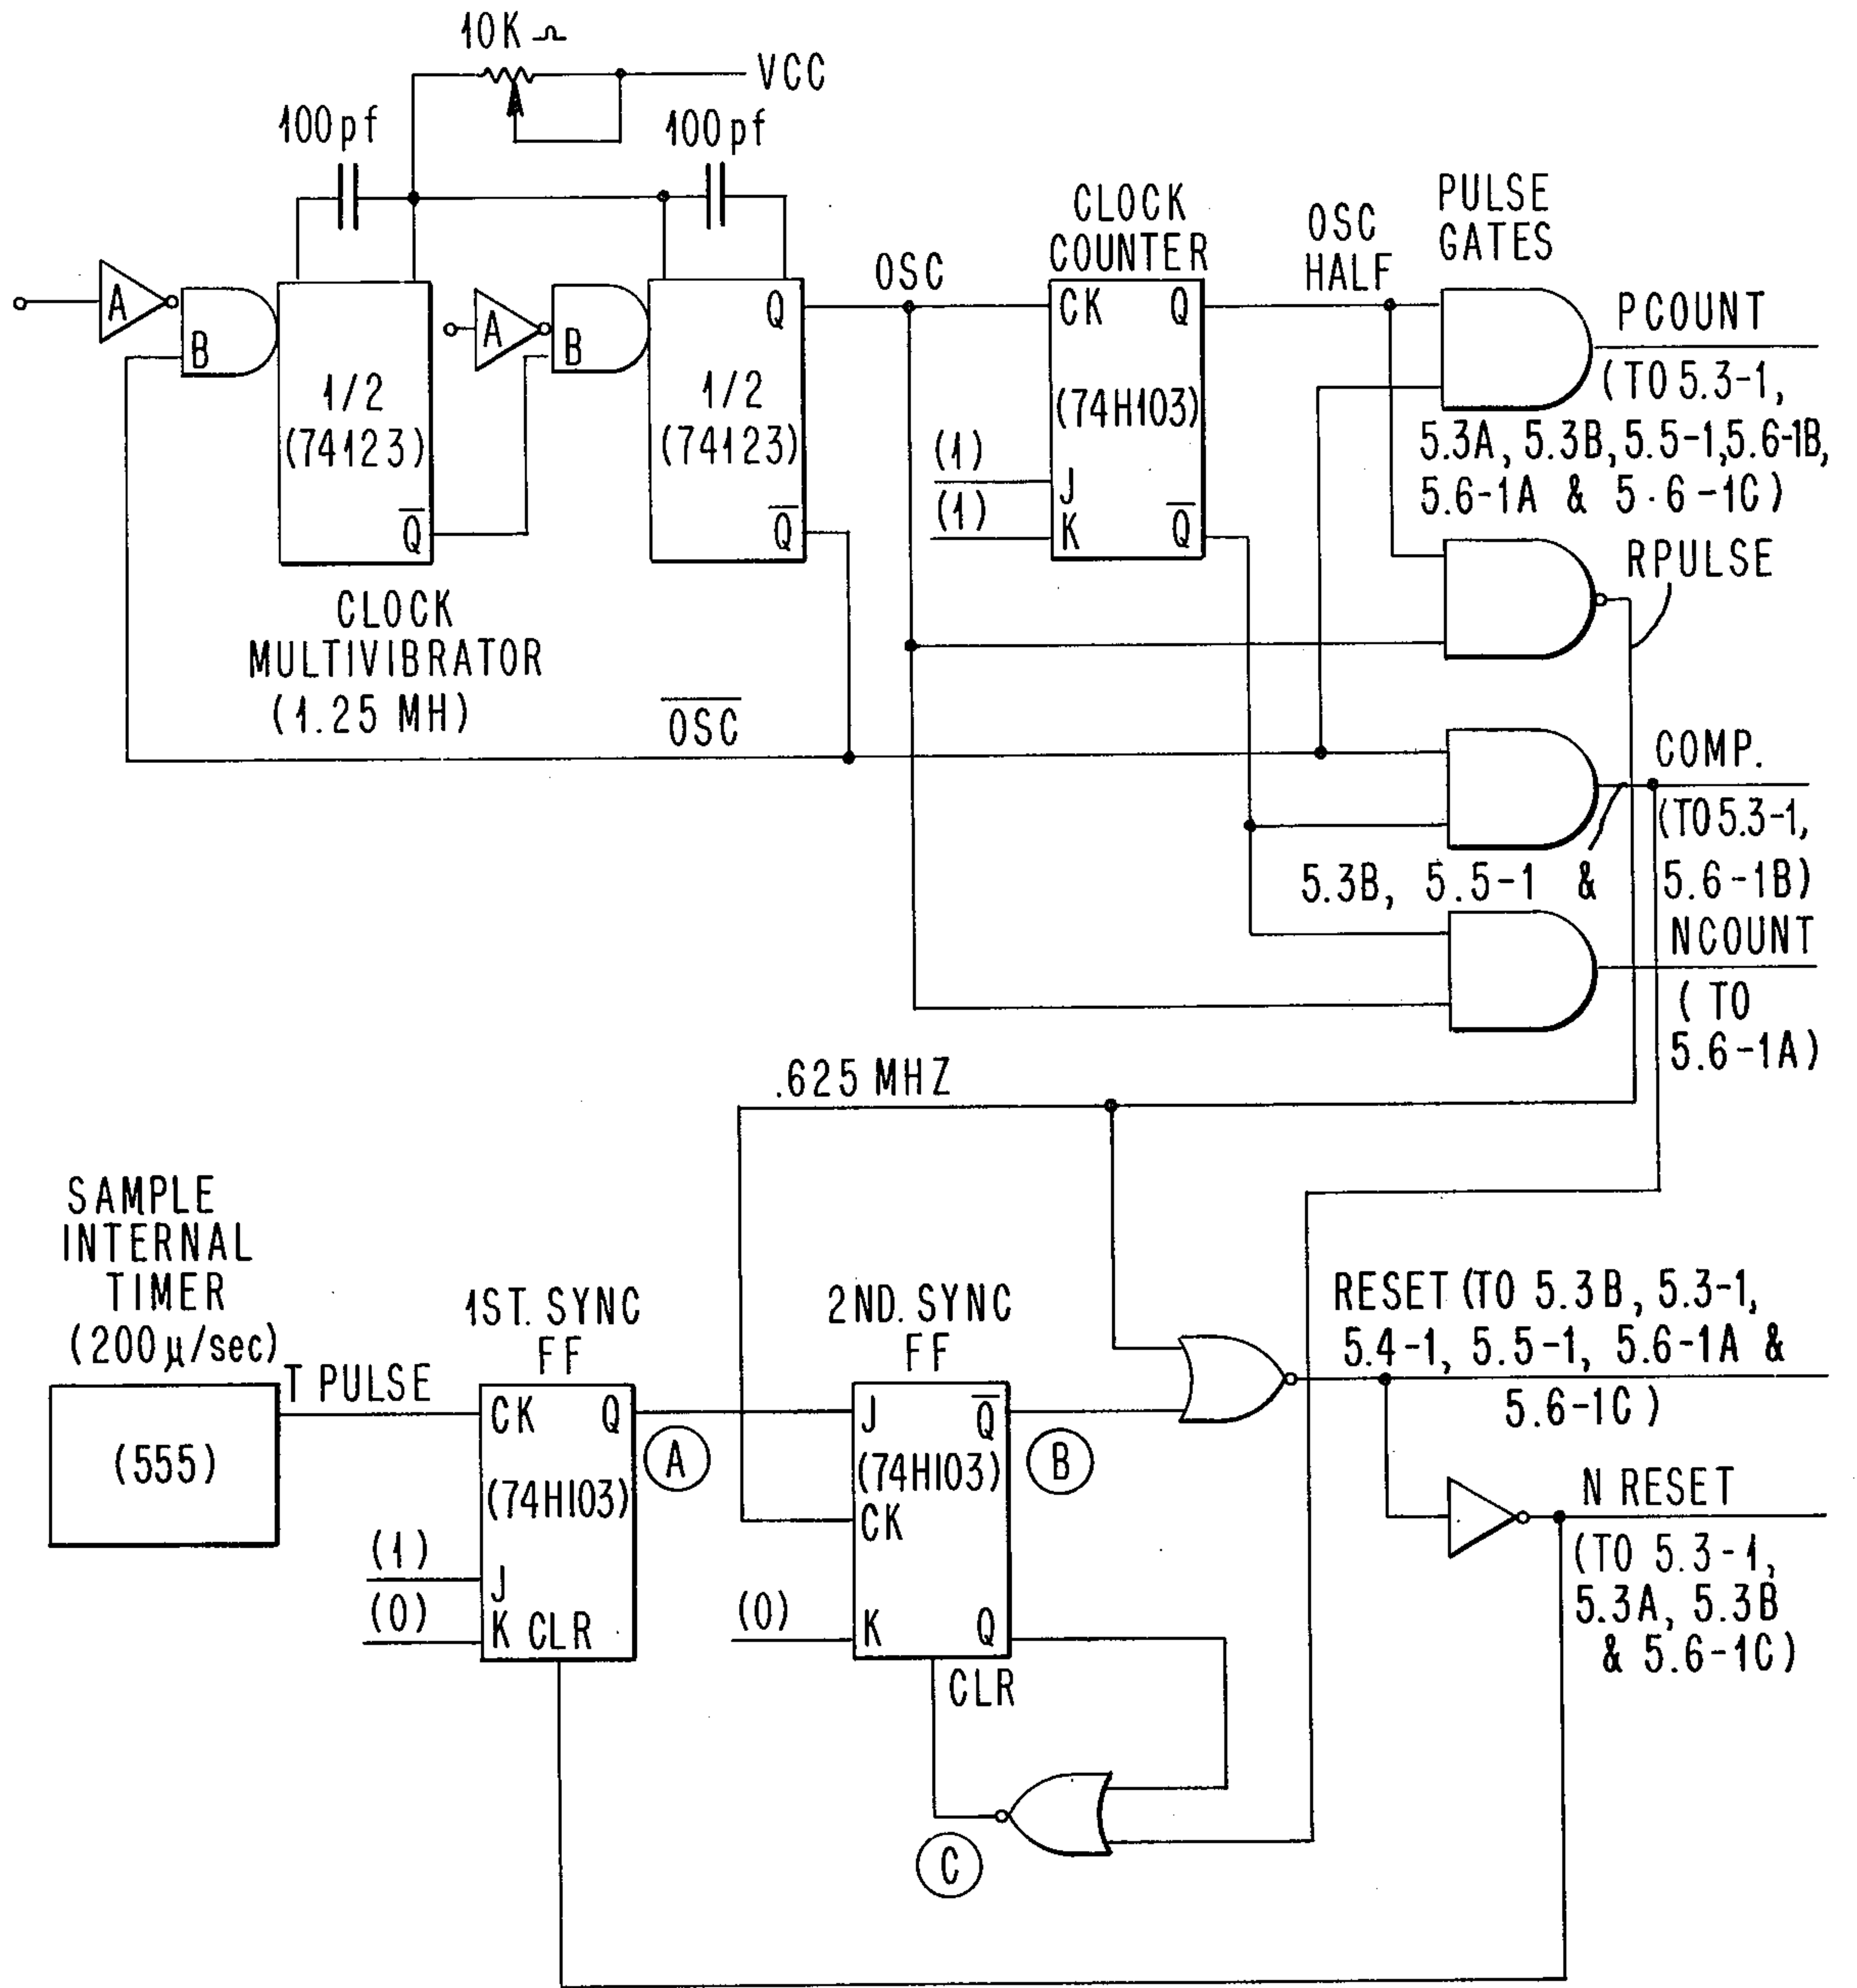 10K Ω
VCC
100pf
100pf
A
B
1/2
(74123)
Q̅
A
B
Q
1/2
(74123)
Q̅
CLOCK
MULTIVIBRATOR
(1.25 MH)
OSC
O̅S̅C̅
CLOCK
COUNTER
CK Q
(74H103)
(1)
J
(1)
K Q̅
OSC
HALF
PULSE
GATES
PCOUNT
(TO 5.3-1,
5.3A, 5.3B, 5.5-1,5.6-1B,
5.6-1A & 5.6-1C)
RPULSE
COMP.
(TO 5.3-1,
5.3B, 5.5-1 & 5.6-1B)
NCOUNT
( TO
5.6-1A)
.625 MHZ
SAMPLE
INTERNAL
TIMER
(200μ/sec)
(555)
T PULSE
1ST. SYNC
FF
CK Q
(74H103)
(1)
J
(0)
K CLR
A
2ND. SYNC
FF
J Q̅
(74H103)
CK
(0)
K Q
CLR
B
C
RESET (TO 5.3B, 5.3-1,
5.4-1, 5.5-1, 5.6-1A &
5.6-1C)
N RESET
(TO 5.3-1,
5.3A, 5.3B
& 5.6-1C)